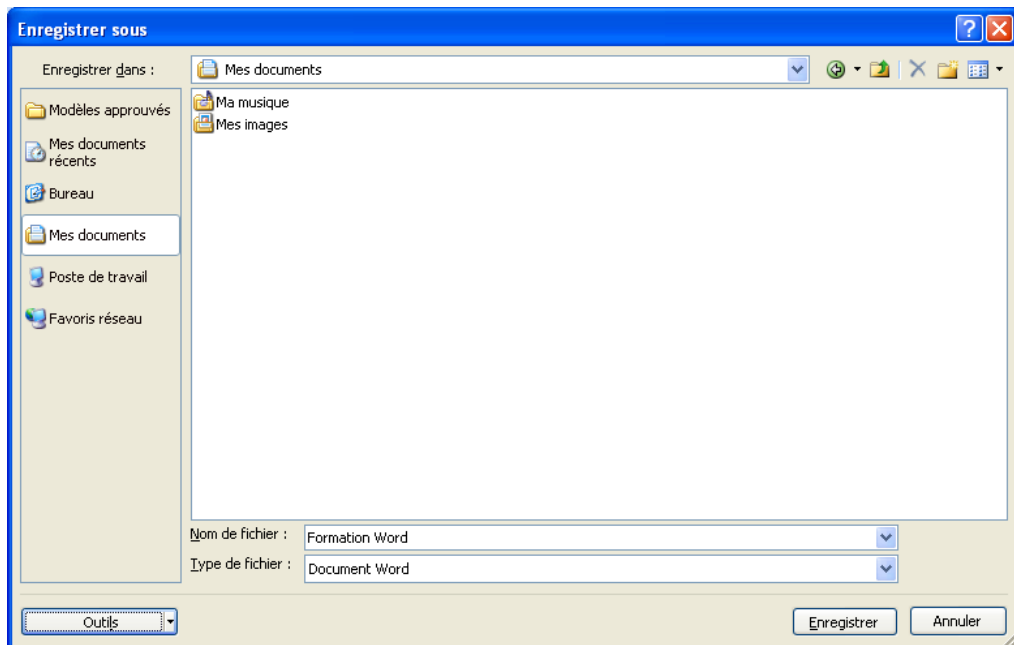 Enregistrer sous
Enregistrer dans :
Mes documents
Modèles approuvés
Mes documents
récents
Bureau
Mes documents
Poste de travail
Favoris réseau
Ma musique
Mes images
Nom de fichier :
Formation Word
Type de fichier :
Document Word
Outils
Enregistrer
Annuler